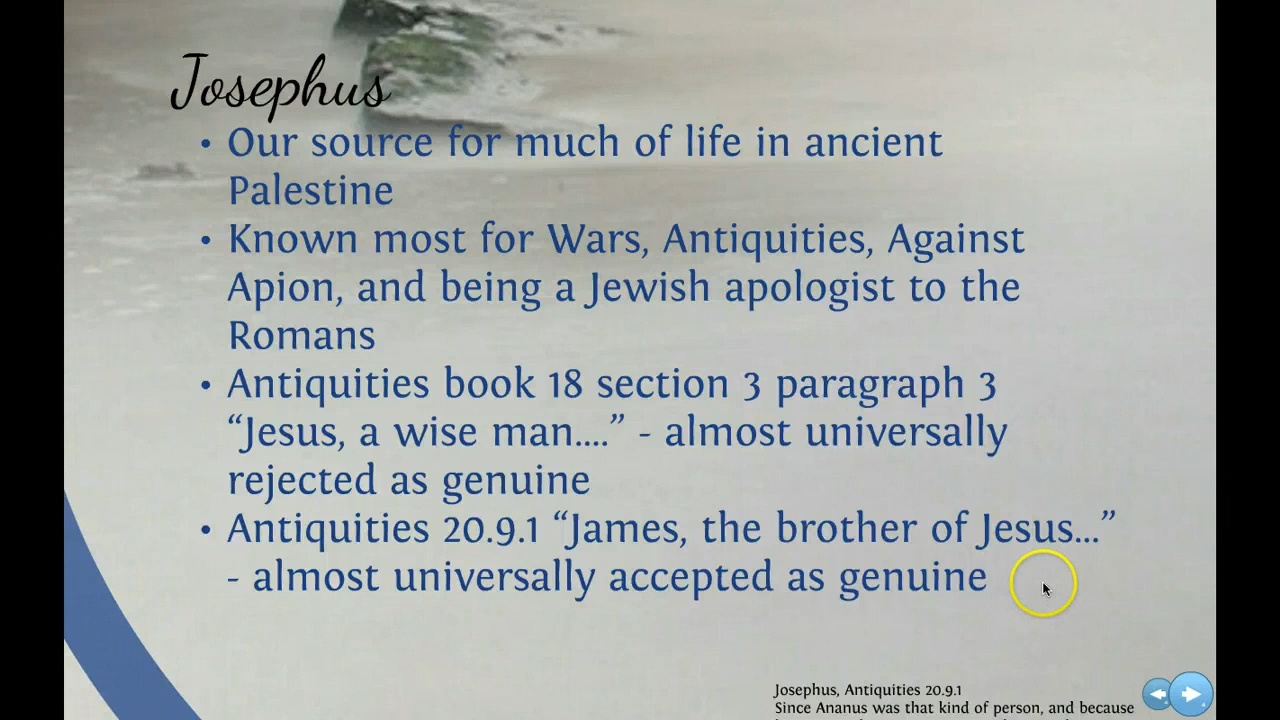 Josephus
• Our source for much of life in ancient
Palestine
• Known most for Wars, Antiquities, Against
Apion, and being a Jewish apologist to the
Romans
• Antiquities book 18 section 3 paragraph 3
“Jesus, a wise man....” - almost universally
rejected as genuine
• Antiquities 20.9.1 “James, the brother of Jesus...”
- almost universally accepted as genuine
Josephus, Antiquities 20.9.1
Since Ananus was that kind of person, and because